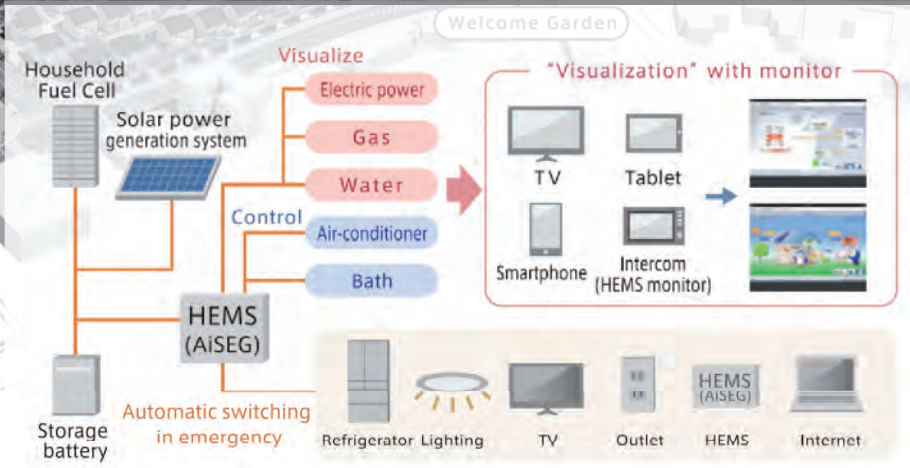 Welcome Garden
Visualize
"Visualization" with monitor
Household
Fuel Cell
Solar power
generation system
Electric power
Gas
Water
Control
Air-conditioner
Bath
TV
Tablet
Smartphone
Intercom
(HEMS monitor)
HEMS
(AiSEG)
Storage
battery
Automatic switching
in emergency
HEMS
(AiSEG)
Refrigerator
Lighting
TV
Outlet
HEMS
Internet